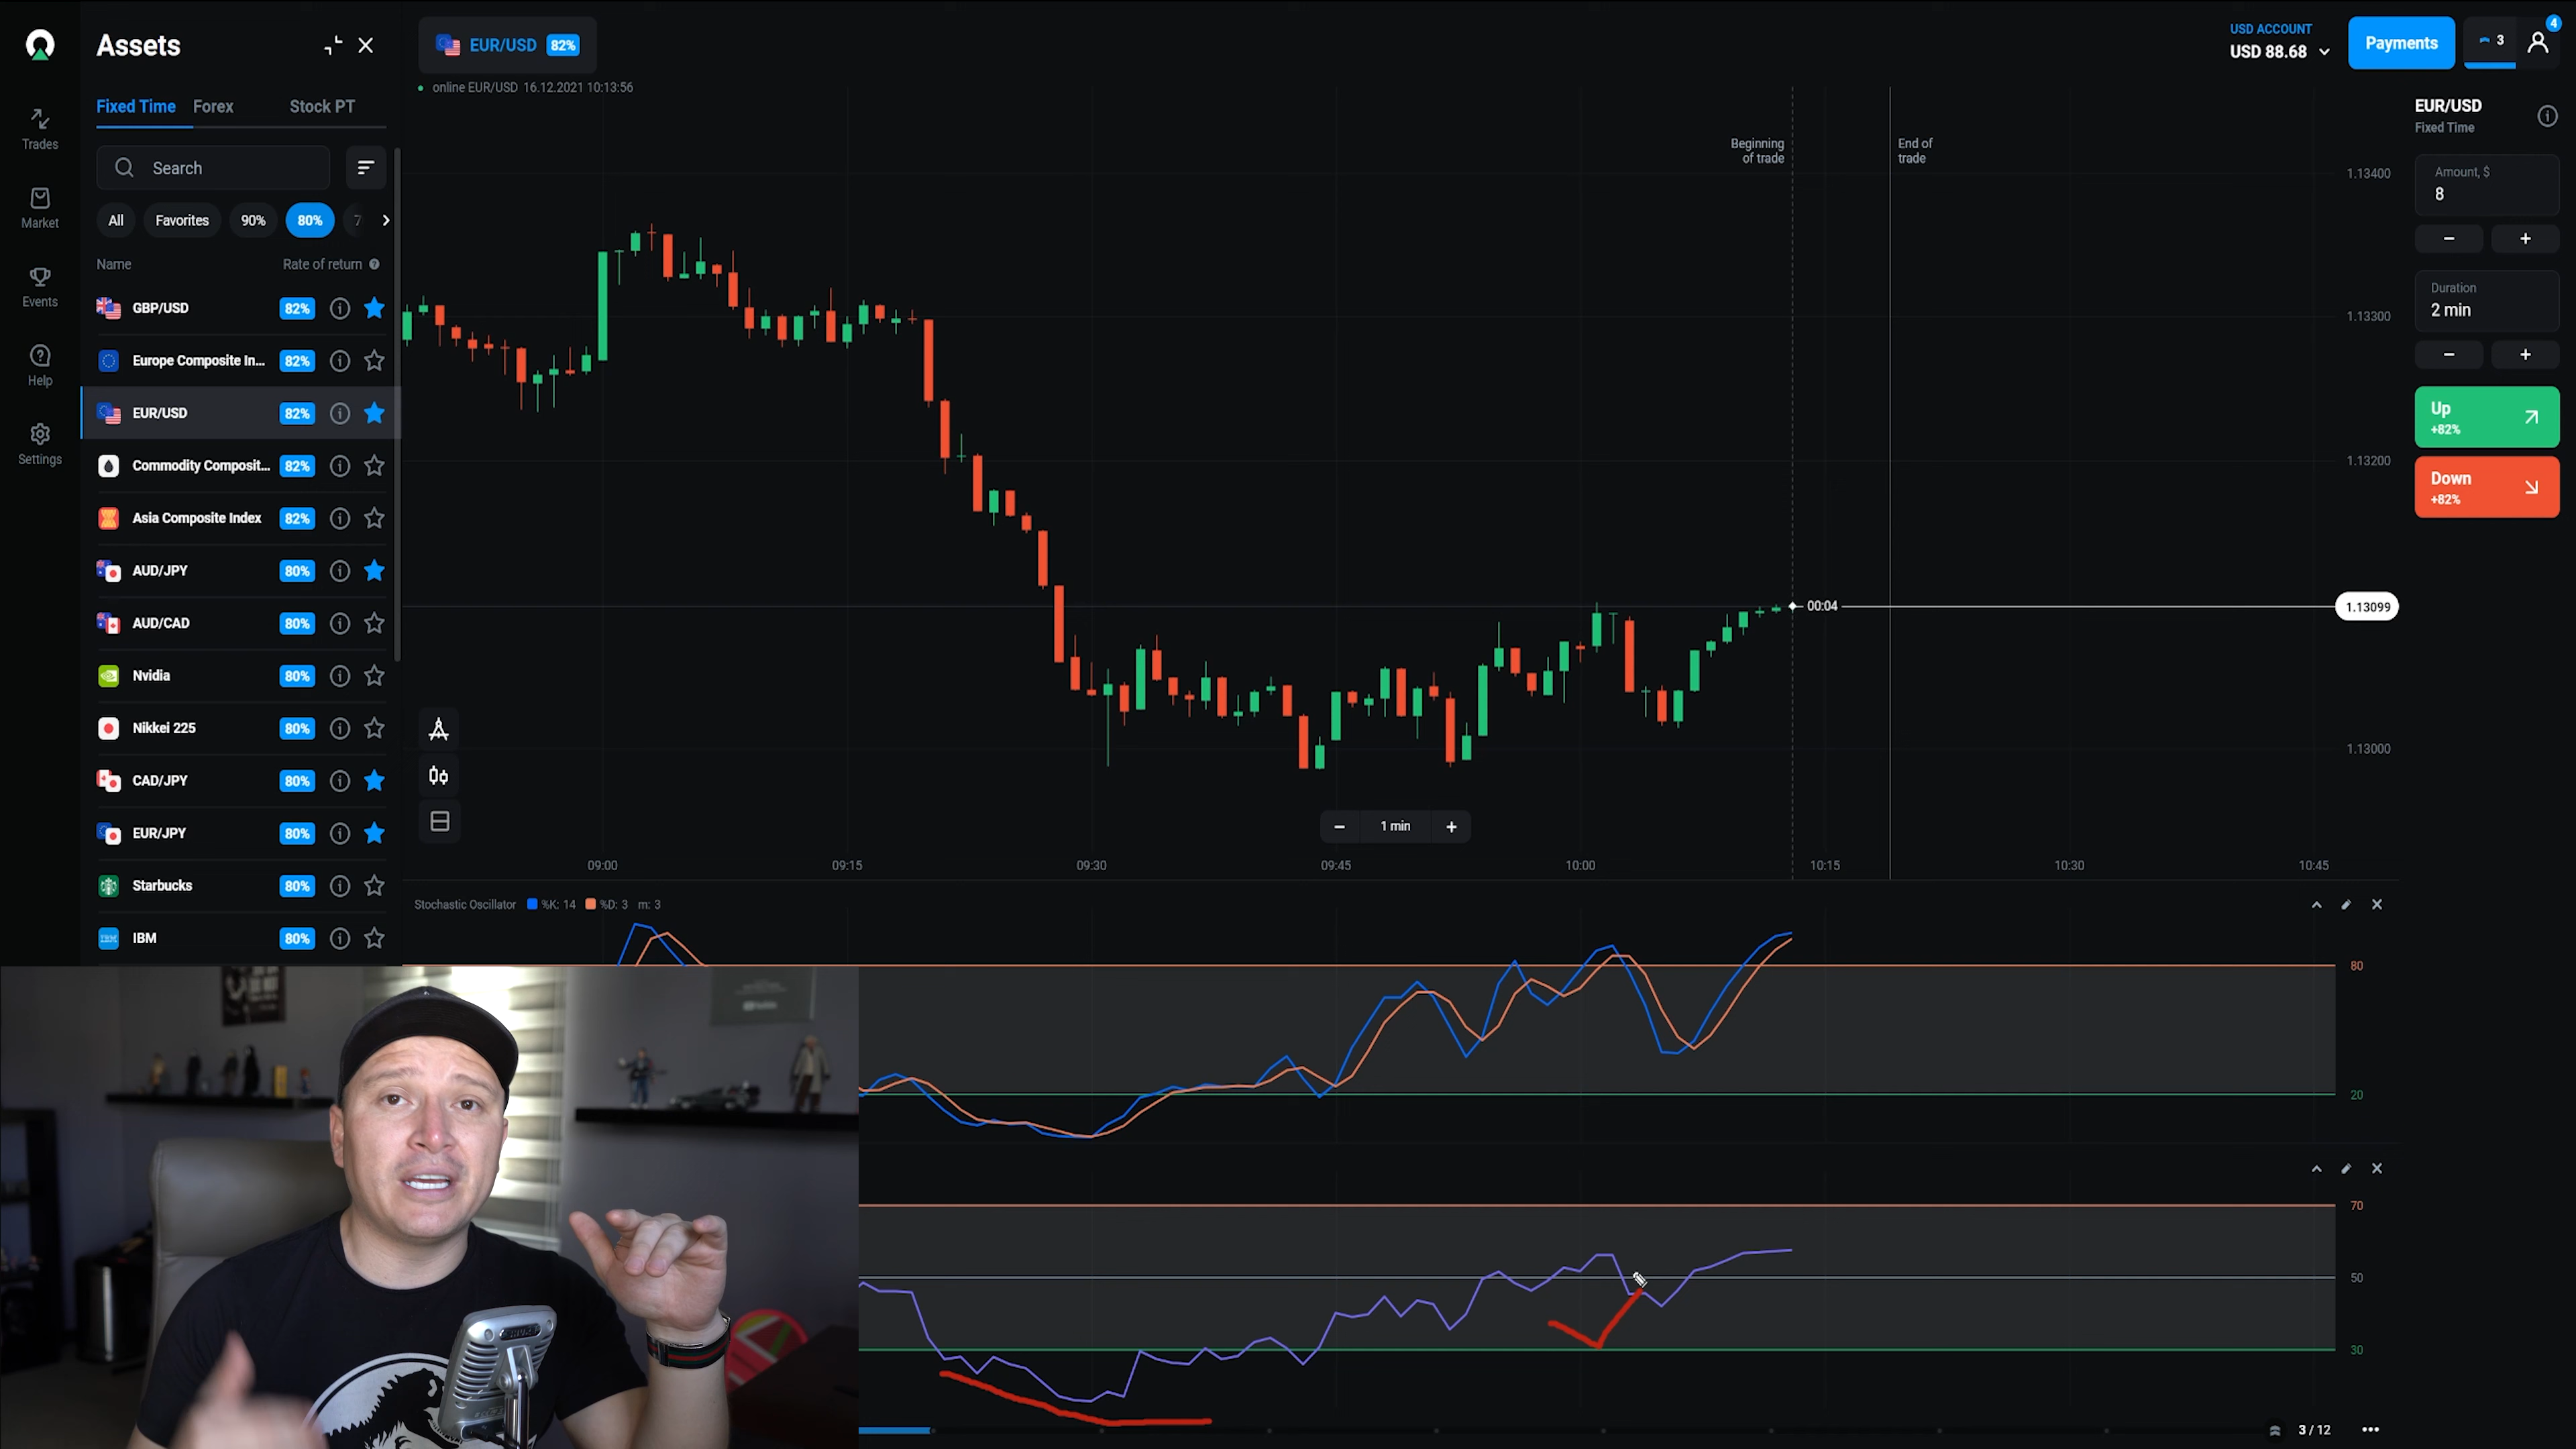 Assets
Fixed Time Forex Stock PT
Search
All Favorites 90% 80% 7
Name Rate of return
GBP/USD 82%
Europe Composite In... 82%
EUR/USD 82%
Commodity Composit... 82%
Asia Composite Index 82%
AUD/JPY 80%
AUD/CAD 80%
Nvidia 80%
Nikkei 225 80%
CAD/JPY 80%
EUR/JPY 80%
Starbucks 80%
IBM 80%
Trades
Market
Events
Help
Settings
EUR/USD 82%
online EUR/USD 16.12.2021 10:13:56
Beginning
of trade
End of
trade
1.13400
1.13300
1.13200
00:04
1.13099
1.13000
1 min
09:00 09:15 09:30 09:45 10:00 10:15 10:30 10:45
Stochastic Oscillator %K: 14 %D: 3 m: 3
80
20
70
50
30
3 / 12
USD ACCOUNT
USD 88.68
Payments
3
4
EUR/USD
Fixed Time
Amount, $
8
Duration
2 min
Up
+82%
Down
+82%